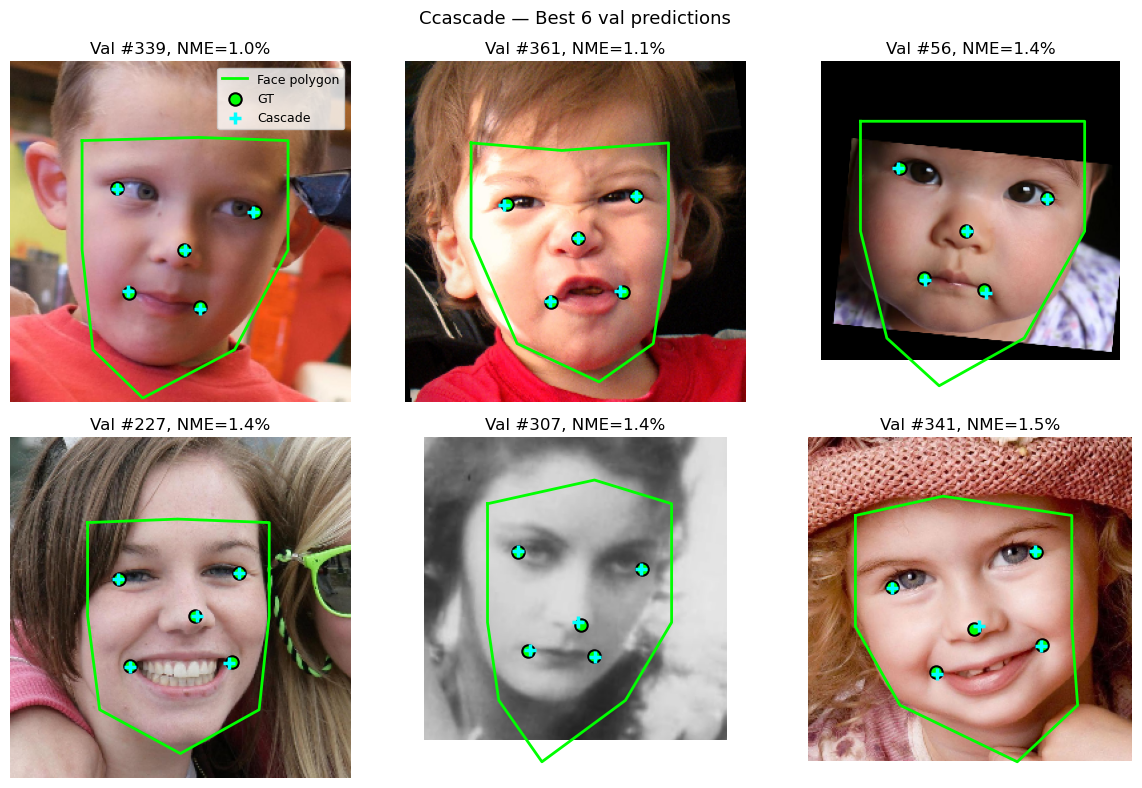 Ccascade — Best 6 val predictions
Val #339, NME=1.0%
Val #361, NME=1.1%
Val #56, NME=1.4%
Face polygon
GT
Cascade
Val #227, NME=1.4%
Val #307, NME=1.4%
Val #341, NME=1.5%